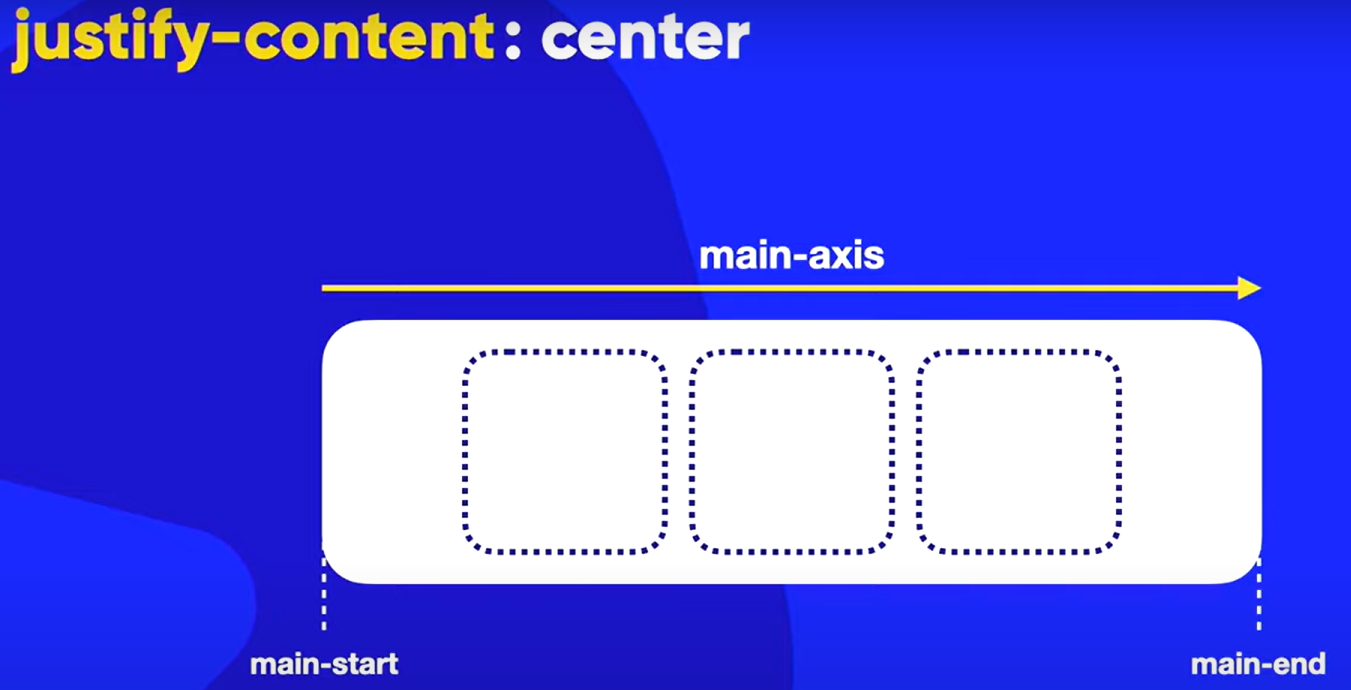 justify-content: center
main-axis
main-start
main-end